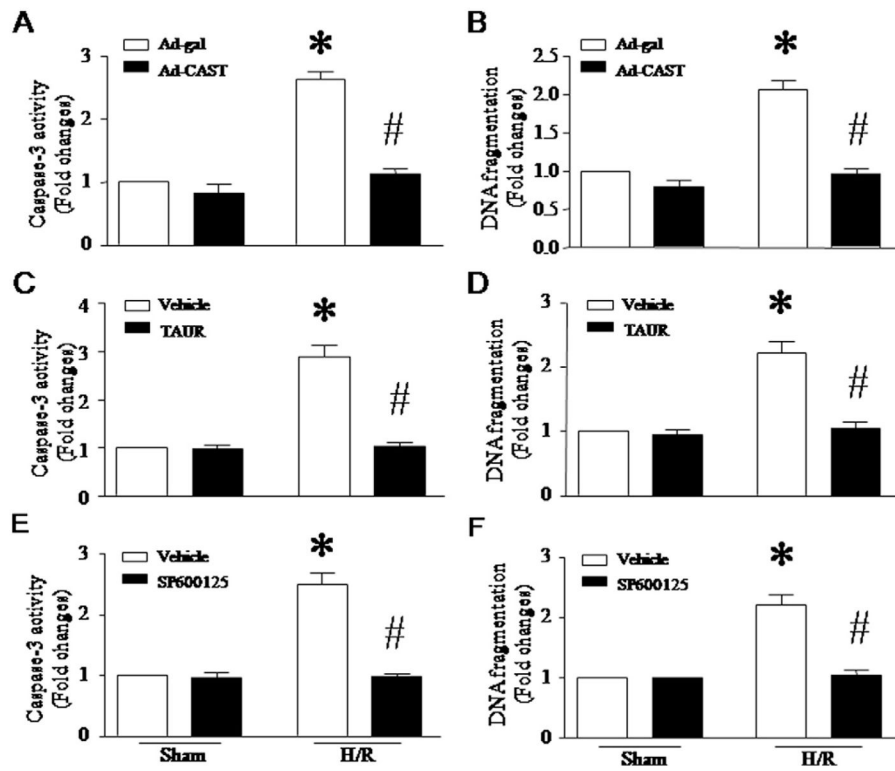 A
Caspase-3 activity
(Fold changes)
3
2
1
0
Ad-gal
Ad-CAST
*
#
B
DNA fragmentation
(Fold changes)
2.5
2.0
1.0
0.5
0.0
Ad-gal
Ad-CAST
*
#
C
Caspase-3 activity
(Fold changes)
4
3
2
1
0
Vehicle
TAUR
*
#
D
DNA fragmentation
(Fold changes)
3
2
1
0
Vehicle
TAUR
*
#
E
Caspase-3 activity
(Fold changes)
3
2
1
0
Vehicle
SP600125
*
#
Sham
H/R
F
DNA fragmentation
(Fold changes)
3
2
1
0
Vehicle
SP600125
*
#
Sham
H/R